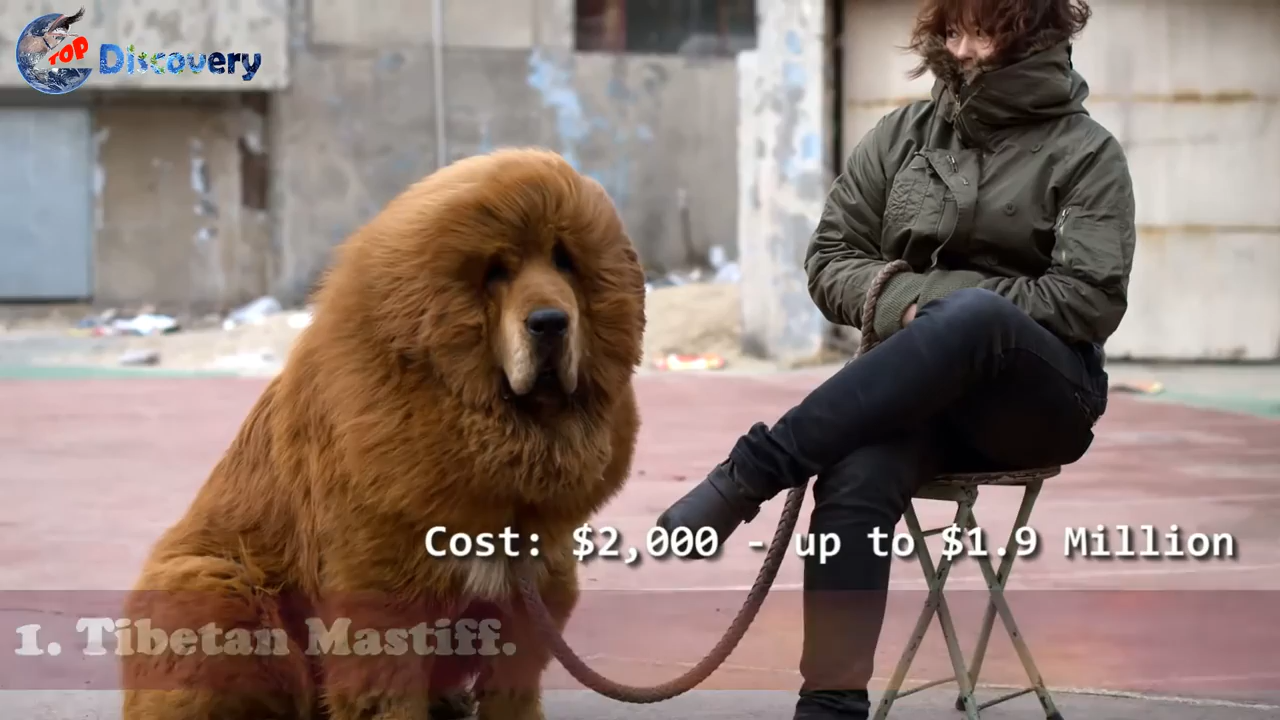 TOP Discovery
Cost: $2,000 - up to $1.9 Million
1. Tibetan Mastiff.